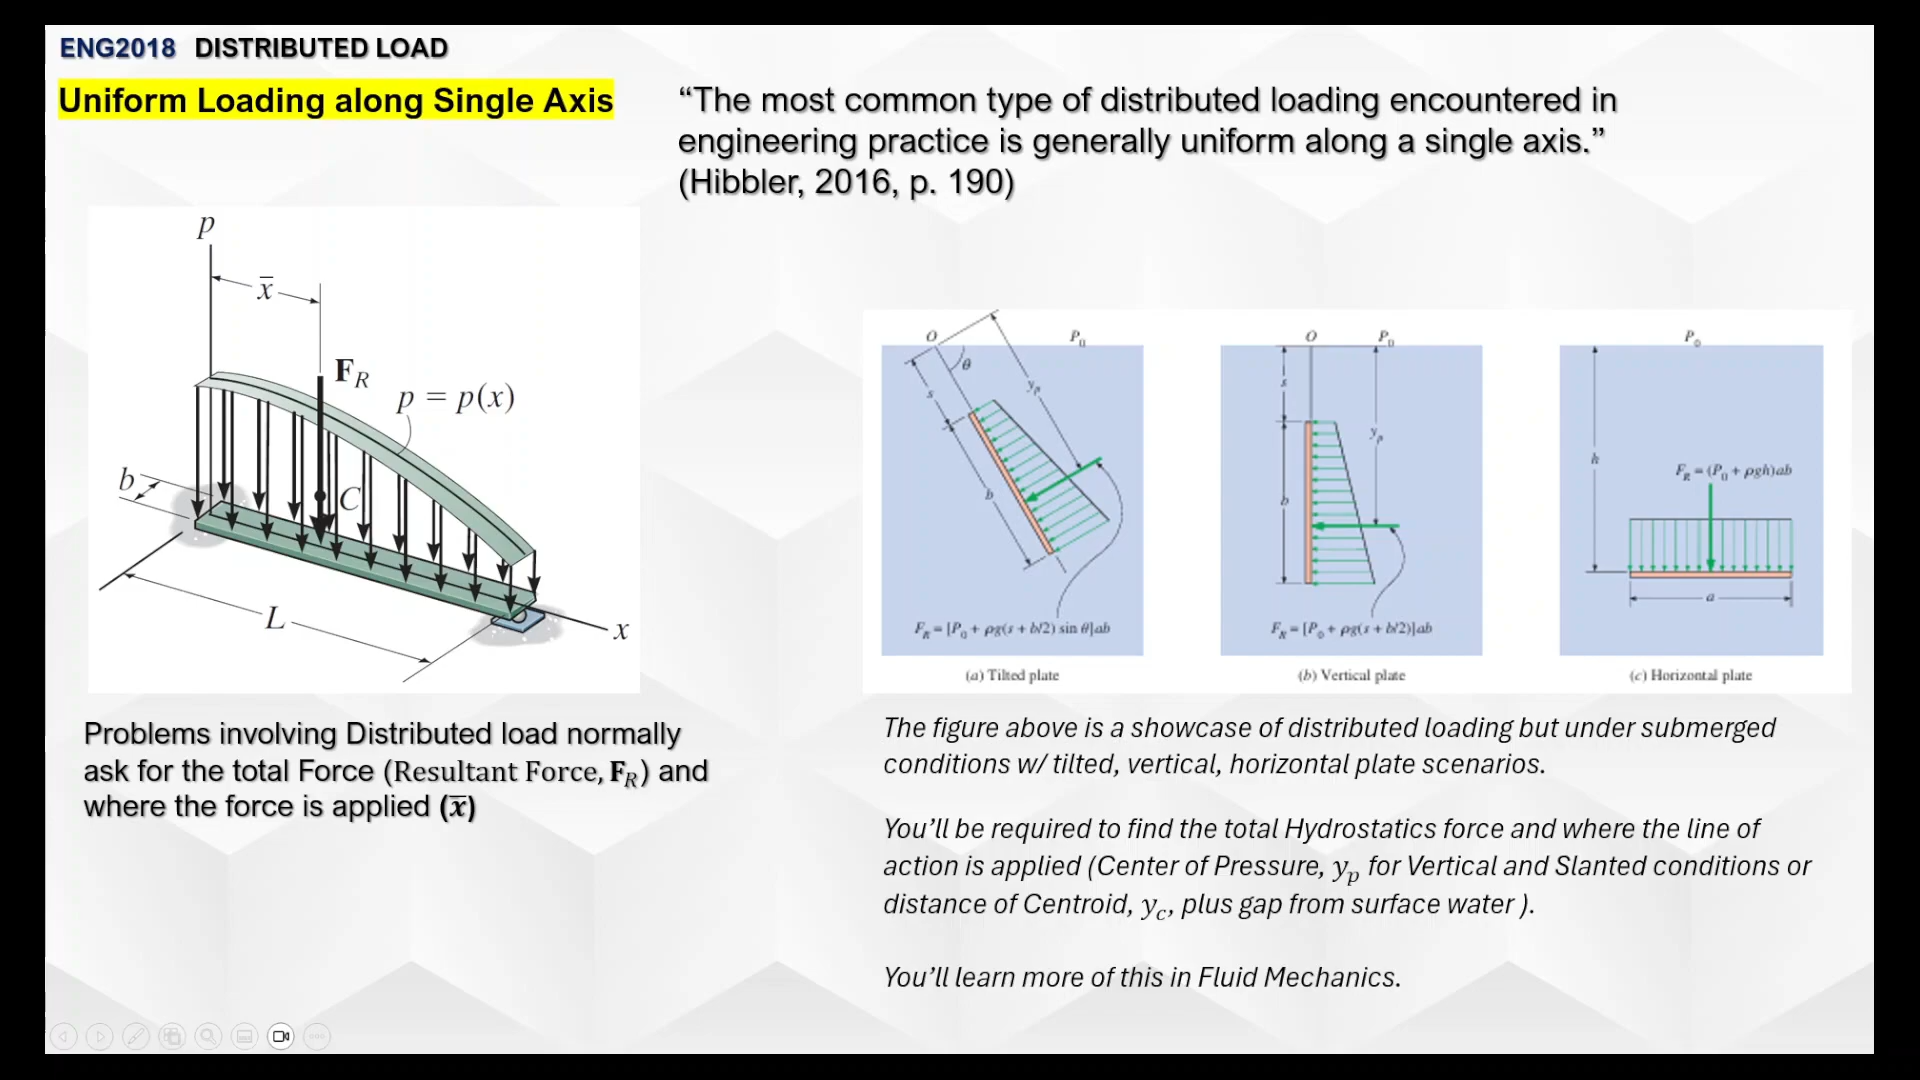 ENG2018 DISTRIBUTED LOAD
Uniform Loading along Single Axis
“The most common type of distributed loading encountered in
engineering practice is generally uniform along a single axis.”
(Hibbler, 2016, p. 190)
p
x̄
F_R
p = p(x)
b
C
L
x
O
P₀
θ
s
y_p
b
F_R = [P₀ + ρg(s + b/2) sin θ]ab
(a) Tilted plate
O
P₀
s
y_p
b
F_R = [P₀ + ρg(s + b/2)]ab
(b) Vertical plate
P₀
h
F_R = (P₀ + ρgh)ab
a
(c) Horizontal plate
Problems involving Distributed load normally
ask for the total Force (Resultant Force, F_R) and
where the force is applied (x̄)
The figure above is a showcase of distributed loading but under submerged
conditions w/ tilted, vertical, horizontal plate scenarios.
You’ll be required to find the total Hydrostatics force and where the line of
action is applied (Center of Pressure, y_p for Vertical and Slanted conditions or
distance of Centroid, y_c, plus gap from surface water ).
You’ll learn more of this in Fluid Mechanics.